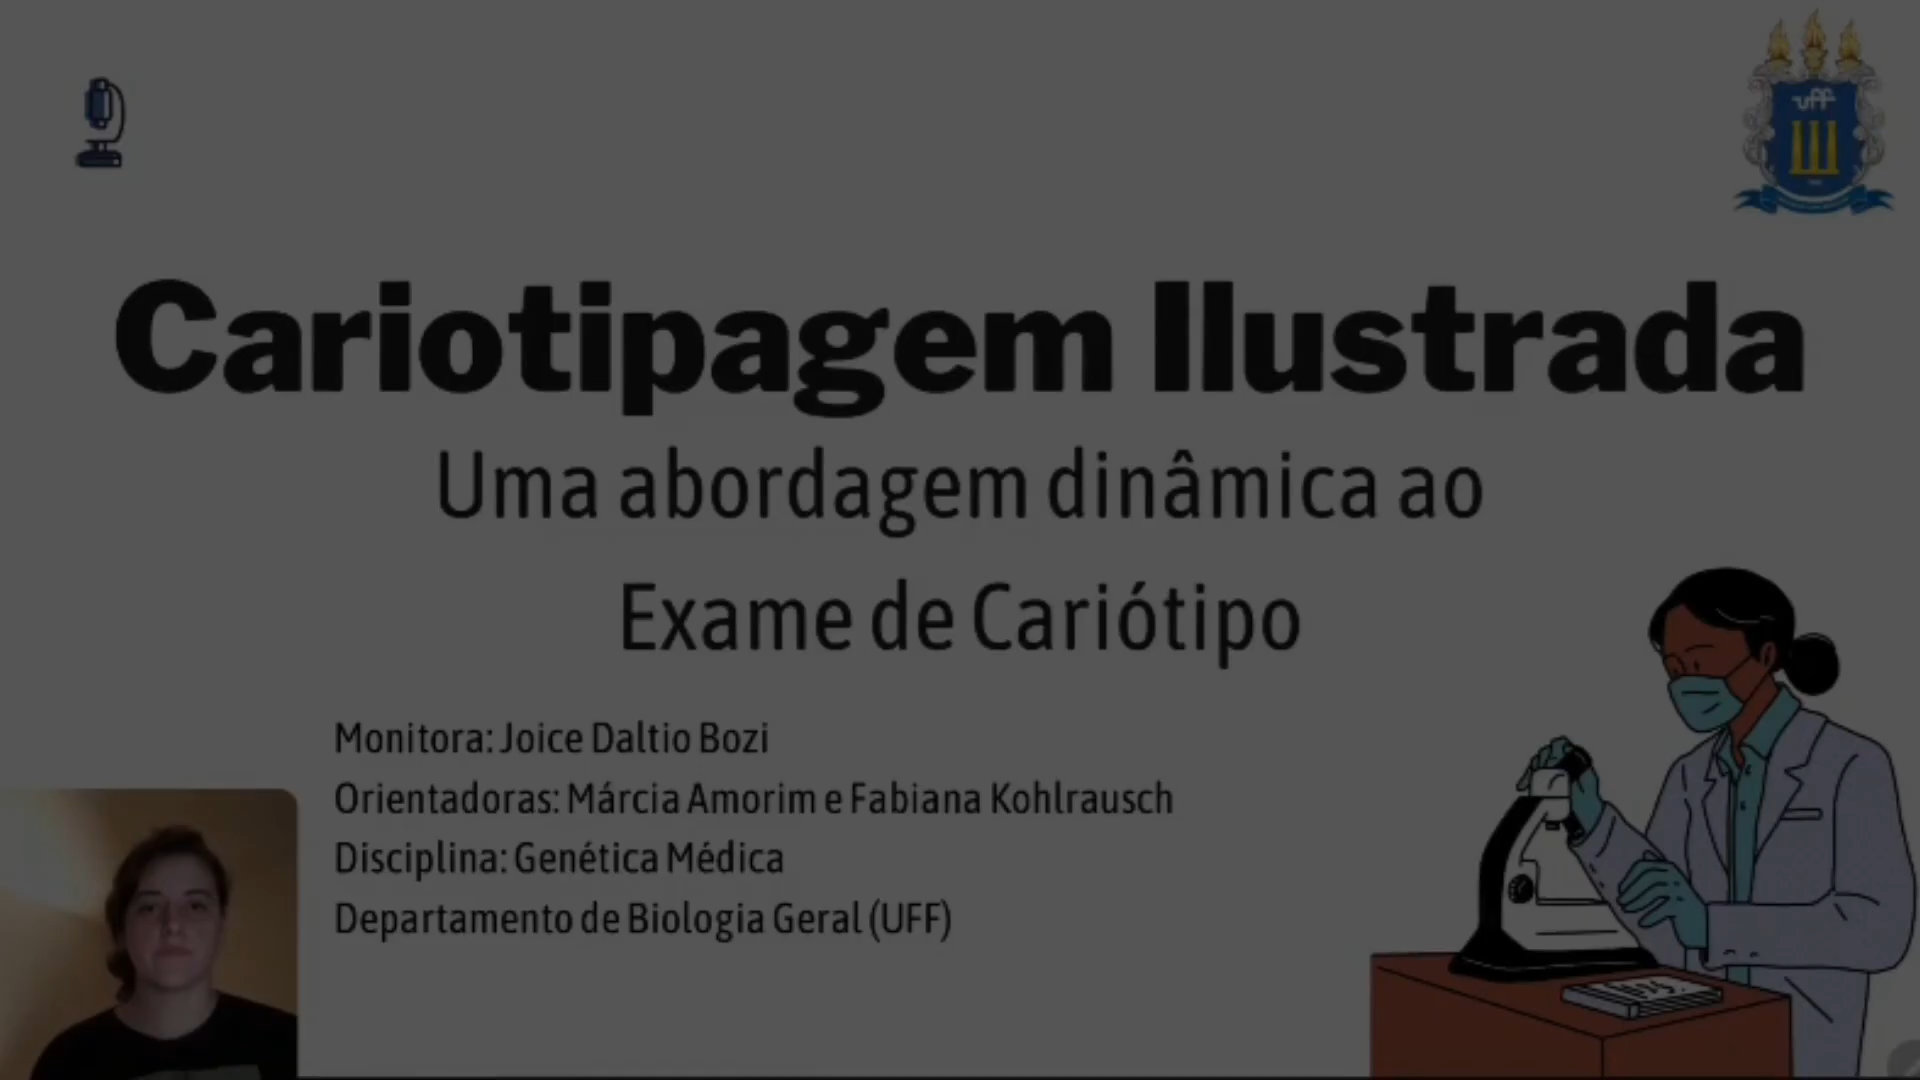 uff
Cariotipagem Ilustrada
Uma abordagem dinâmica ao
Exame de Cariótipo
Monitora: Joice Daltio Bozi
Orientadoras: Márcia Amorim e Fabiana Kohlrausch
Disciplina: Genética Médica
Departamento de Biologia Geral (UFF)